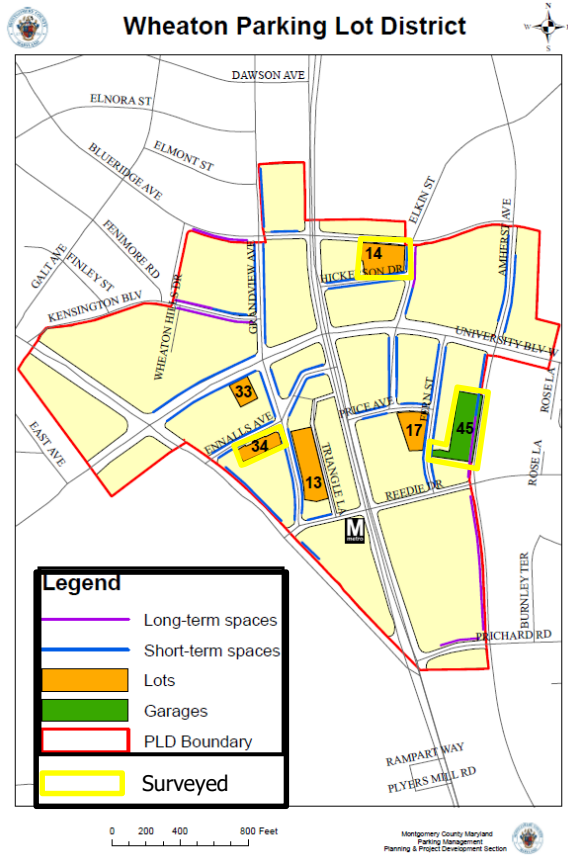 Wheaton Parking Lot District
N
W
E
S
DAWSON AVE
ELNORA ST
ELMONT ST
BLUERIDGE AVE
ELKIN ST
AMHERST AVE
FENIMORE RD
GALT AVE
FINLEY ST
14
HICKERSON DR
GRANDVIEW AVE
WHEATON HILLS DR
KENSINGTON BLV
UNIVERSITY BLV W
ROSE LA
33
PRICE AVE
FERN ST
45
ENNALLS AVE
34
17
EAST AVE
TRIANGLE LA
13
ROSE LA
REEDIE DR
M
metro
BURNLEY TER
PRICHARD RD
Legend
Long-term spaces
Short-term spaces
Lots
Garages
PLD Boundary
Surveyed
RAMPART WAY
PLYERS MILL RD
0 200 400 800 Feet
Montgomery County Maryland
Parking Management
Planning & Project Development Section